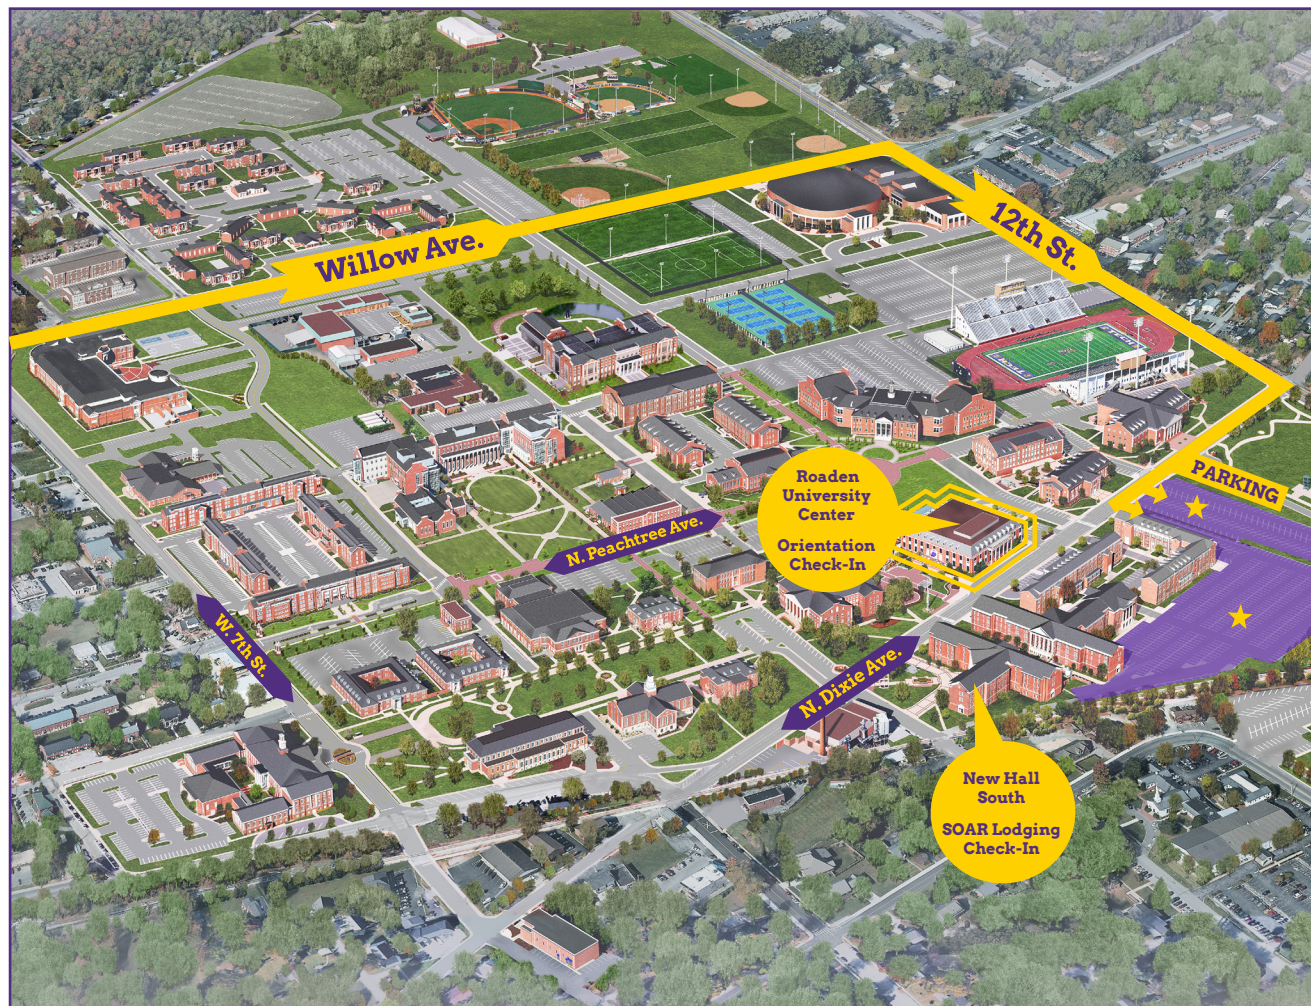 Willow Ave.
12th St.
PARKING
Roaden
University
Center
Orientation
Check-In
N. Peachtree Ave.
W. 7th St.
N. Dixie Ave.
New Hall
South
SOAR Lodging
Check-In
TECH